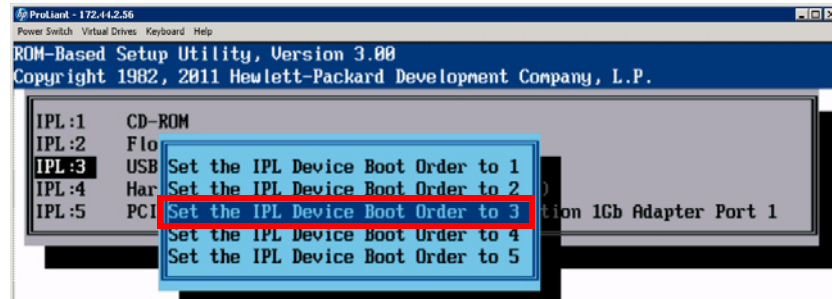 ProLiant - 172.44.2.56
Power Switch Virtual Drives Keyboard Help
ROM-Based Setup Utility, Version 3.00
Copyright 1982, 2011 Hewlett-Packard Development Company, L.P.
IPL:1 CD-ROM
IPL:2 Flo
IPL:3 USB
IPL:4 Har )
IPL:5 PCI tion 1Gb Adapter Port 1
Set the IPL Device Boot Order to 1
Set the IPL Device Boot Order to 2
Set the IPL Device Boot Order to 3
Set the IPL Device Boot Order to 4
Set the IPL Device Boot Order to 5